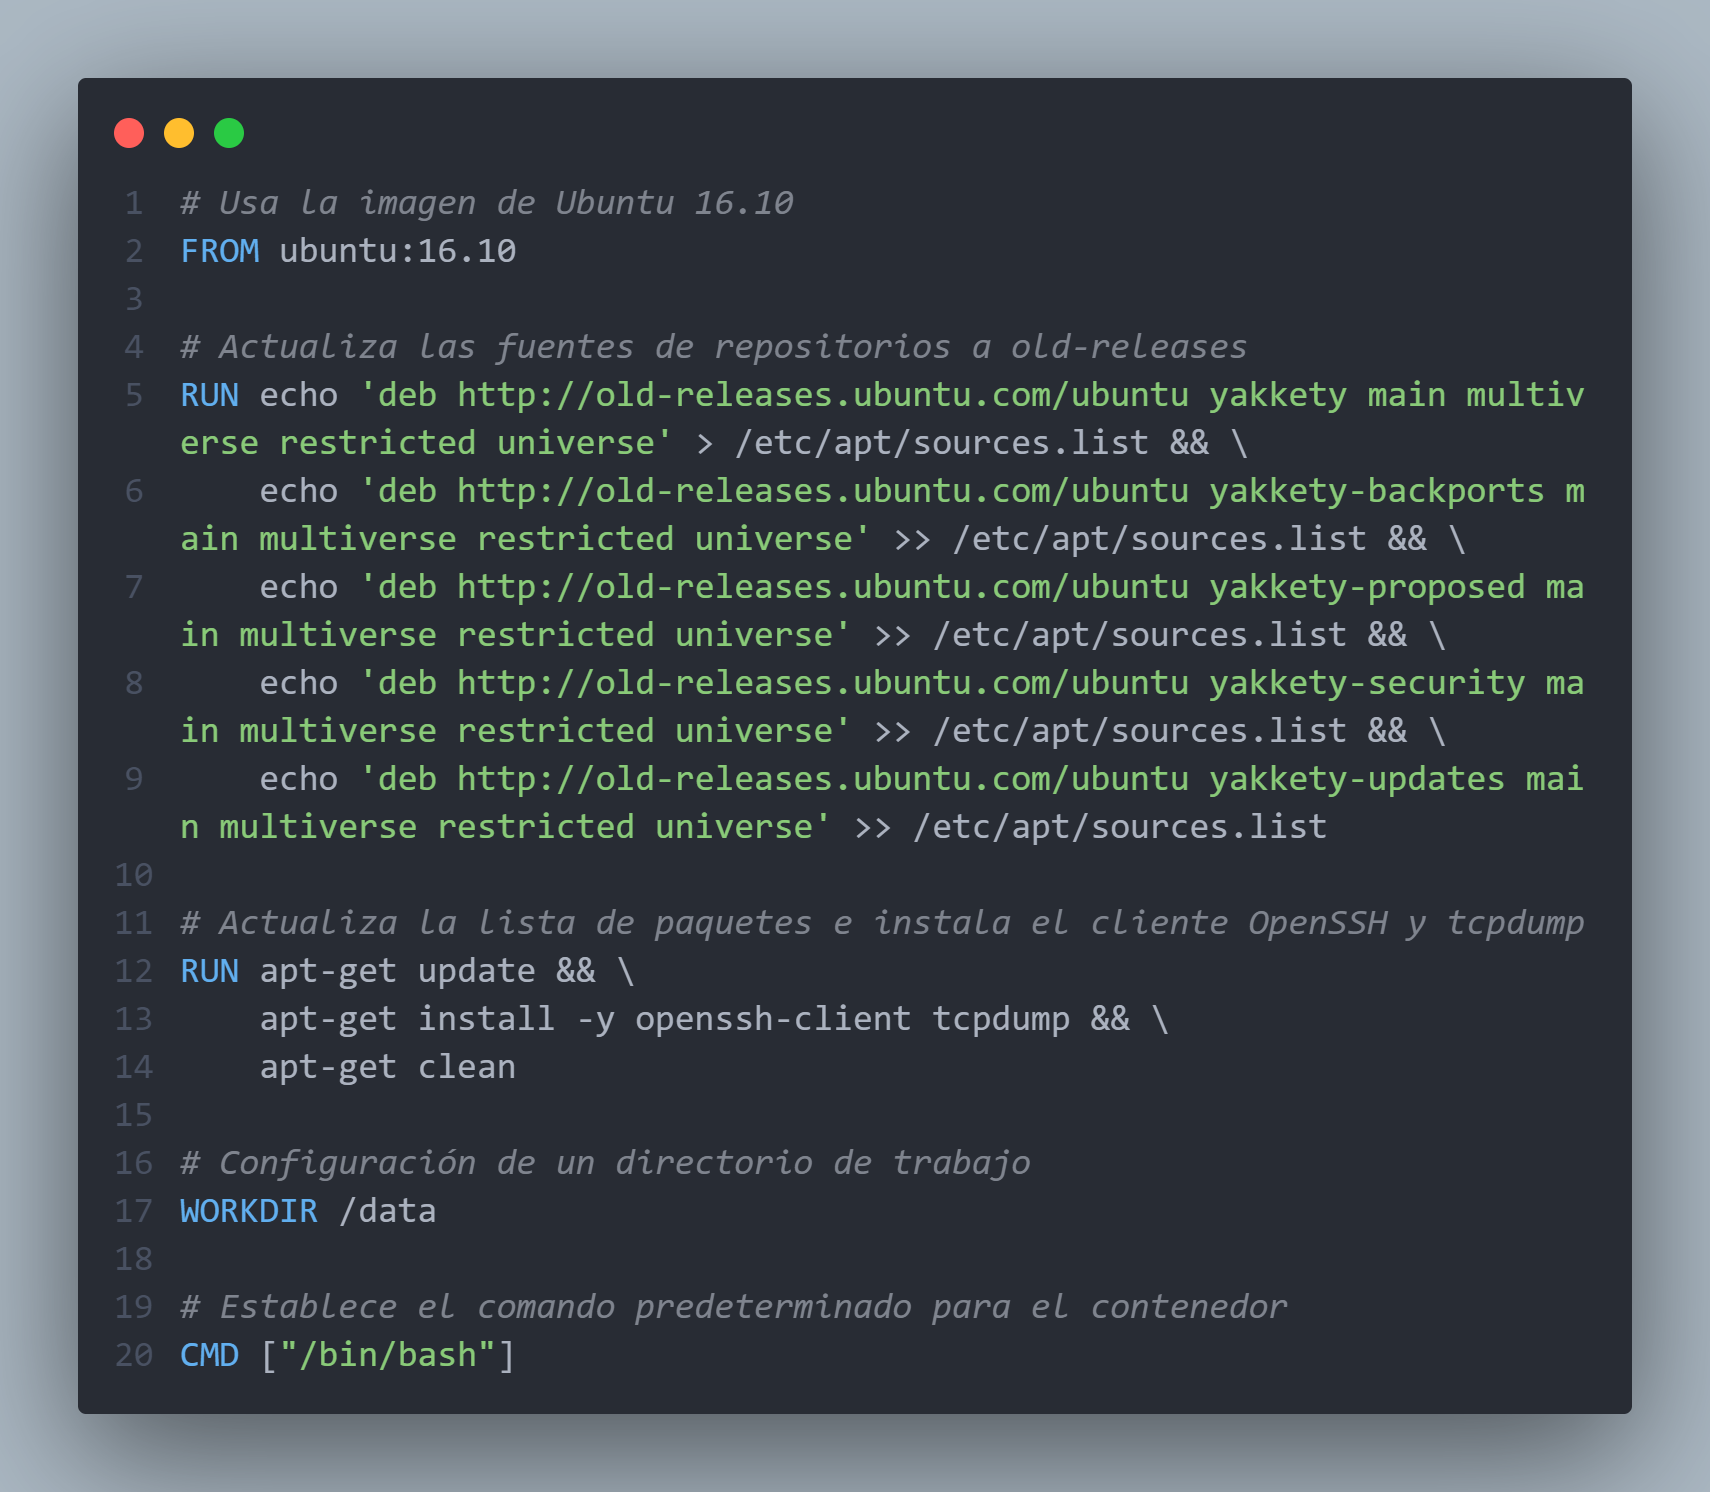 1 # Usa la imagen de Ubuntu 16.10
2 FROM ubuntu:16.10
3
4 # Actualiza las fuentes de repositorios a old-releases
5 RUN echo 'deb http://old-releases.ubuntu.com/ubuntu yakkety main multiv
erse restricted universe' > /etc/apt/sources.list && \
6     echo 'deb http://old-releases.ubuntu.com/ubuntu yakkety-backports m
ain multiverse restricted universe' >> /etc/apt/sources.list && \
7     echo 'deb http://old-releases.ubuntu.com/ubuntu yakkety-proposed ma
in multiverse restricted universe' >> /etc/apt/sources.list && \
8     echo 'deb http://old-releases.ubuntu.com/ubuntu yakkety-security ma
in multiverse restricted universe' >> /etc/apt/sources.list && \
9     echo 'deb http://old-releases.ubuntu.com/ubuntu yakkety-updates mai
n multiverse restricted universe' >> /etc/apt/sources.list
10
11 # Actualiza la lista de paquetes e instala el cliente OpenSSH y tcpdump
12 RUN apt-get update && \
13     apt-get install -y openssh-client tcpdump && \
14     apt-get clean
15
16 # Configuración de un directorio de trabajo
17 WORKDIR /data
18
19 # Establece el comando predeterminado para el contenedor
20 CMD ["/bin/bash"]